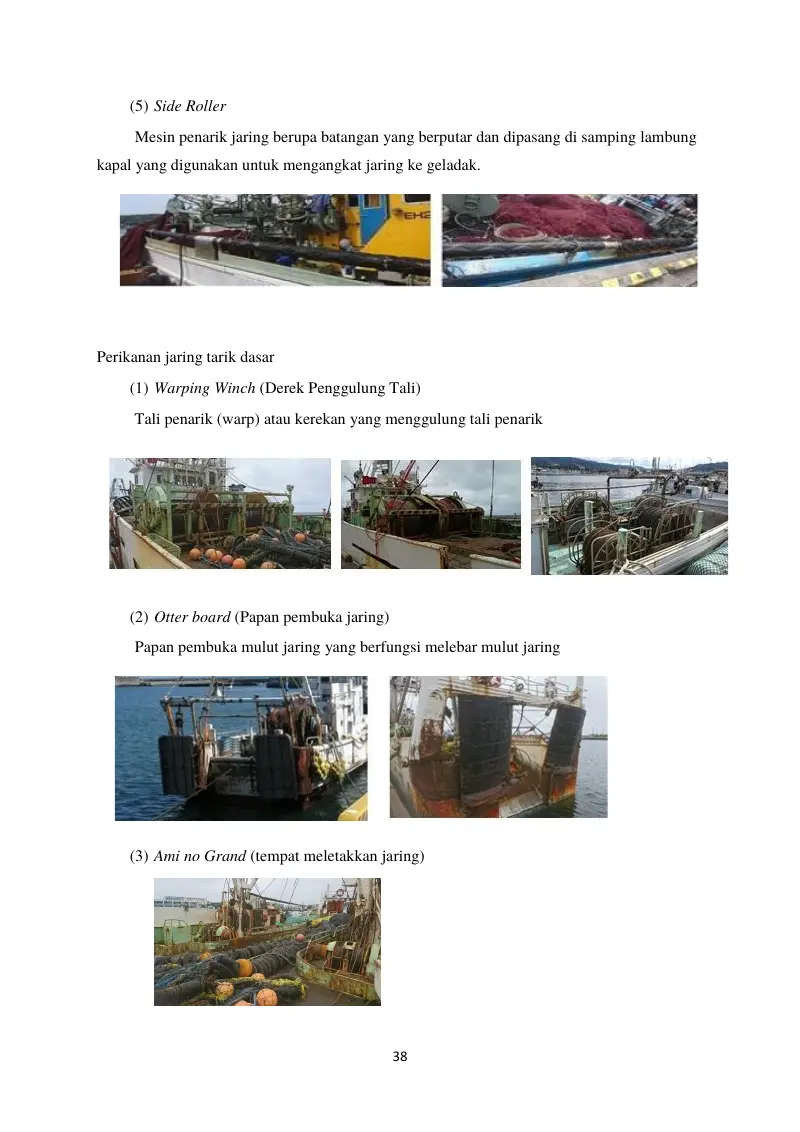 (5) Side Roller
Mesin penarik jaring berupa batangan yang berputar dan dipasang di samping lambung
kapal yang digunakan untuk mengangkat jaring ke geladak.
EH2
Perikanan jaring tarik dasar
(1) Warping Winch (Derek Penggulung Tali)
Tali penarik (warp) atau kerekan yang menggulung tali penarik
(2) Otter board (Papan pembuka jaring)
Papan pembuka mulut jaring yang berfungsi melebar mulut jaring
(3) Ami no Grand (tempat meletakkan jaring)
38